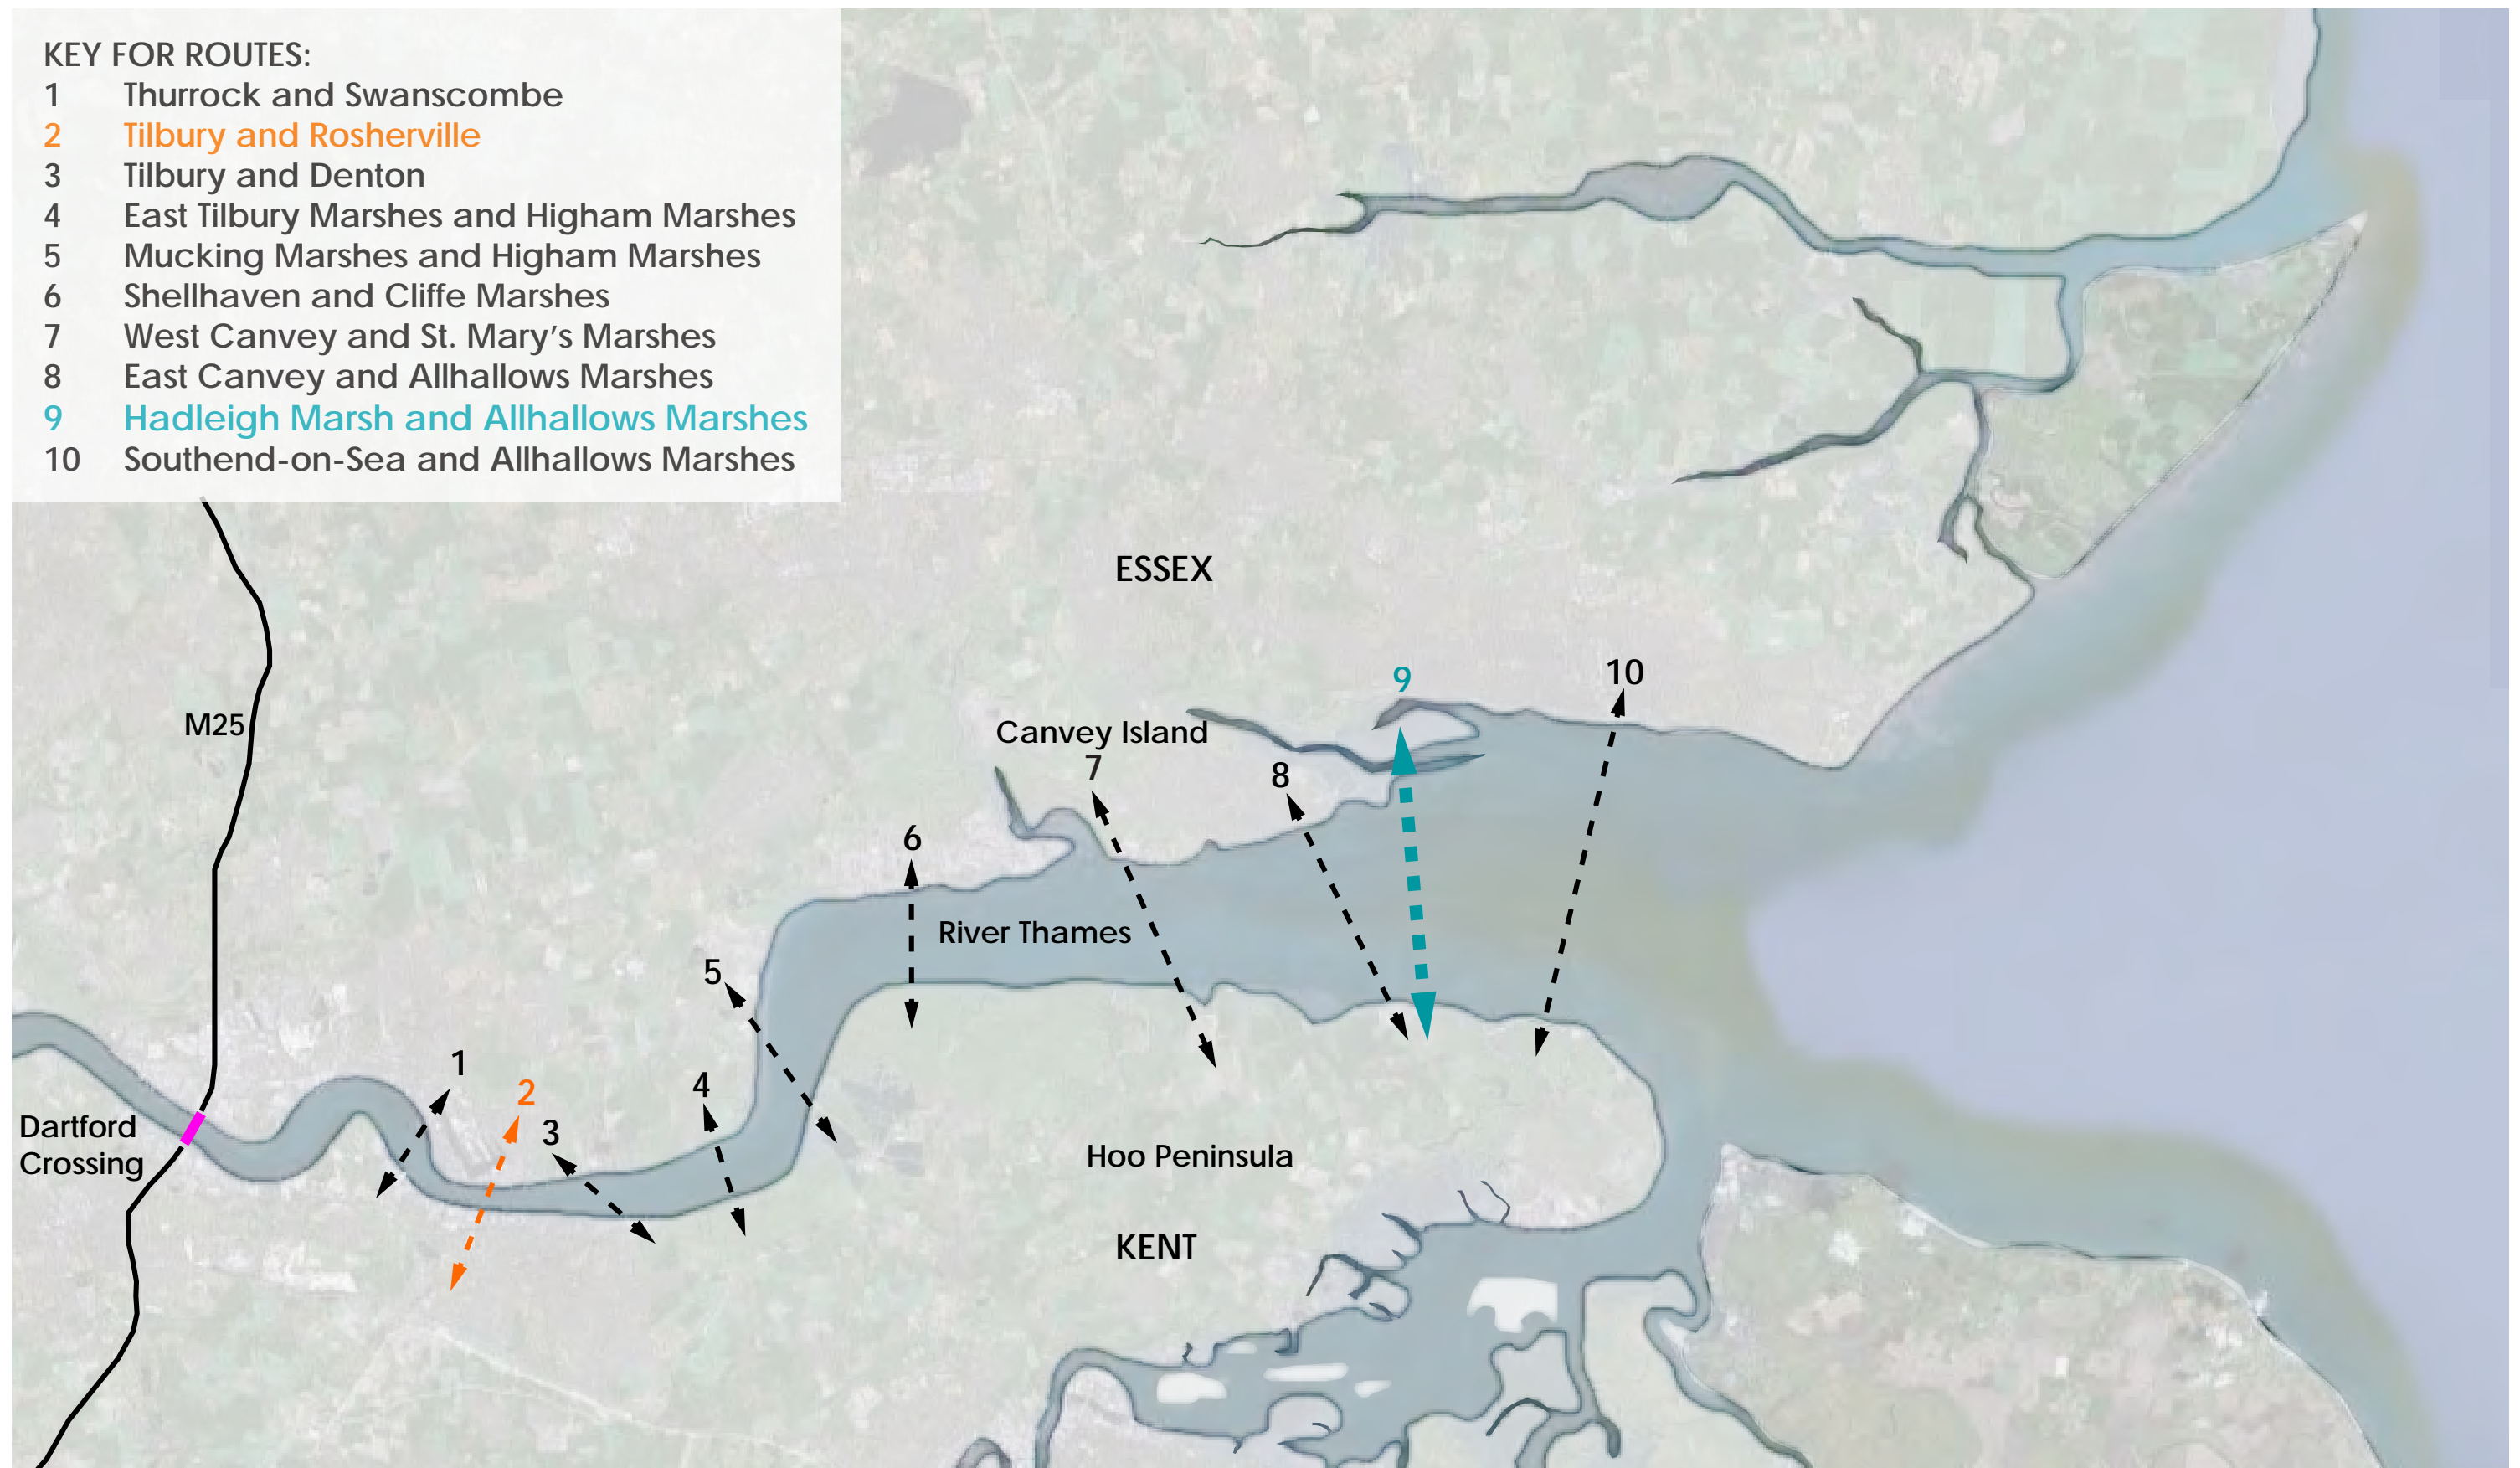 KEY FOR ROUTES:
1 Thurrock and Swanscombe
2 Tilbury and Rosherville
3 Tilbury and Denton
4 East Tilbury Marshes and Higham Marshes
5 Mucking Marshes and Higham Marshes
6 Shellhaven and Cliffe Marshes
7 West Canvey and St. Mary’s Marshes
8 East Canvey and Allhallows Marshes
9 Hadleigh Marsh and Allhallows Marshes
10 Southend-on-Sea and Allhallows Marshes
ESSEX
9
10
M25
Canvey Island
7
8
6
River Thames
5
1
4
2
3
Dartford
Crossing
Hoo Peninsula
KENT